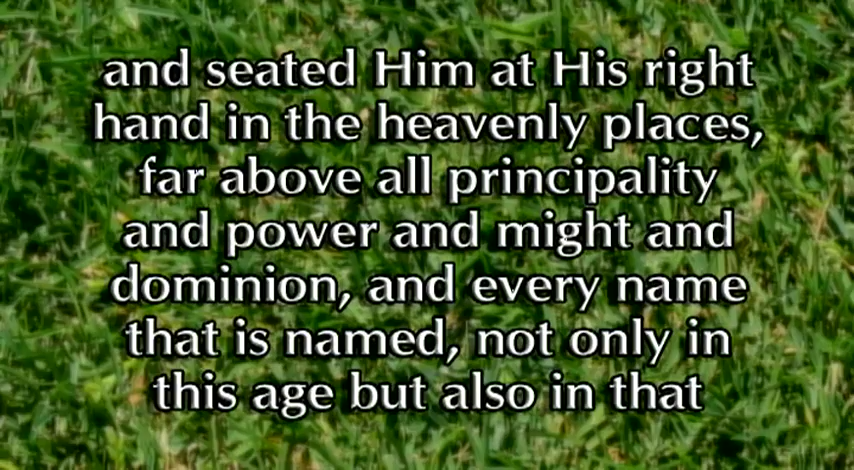 and seated Him at His right
hand in the heavenly places,
far above all principality
and power and might and
dominion, and every name
that is named, not only in
this age but also in that